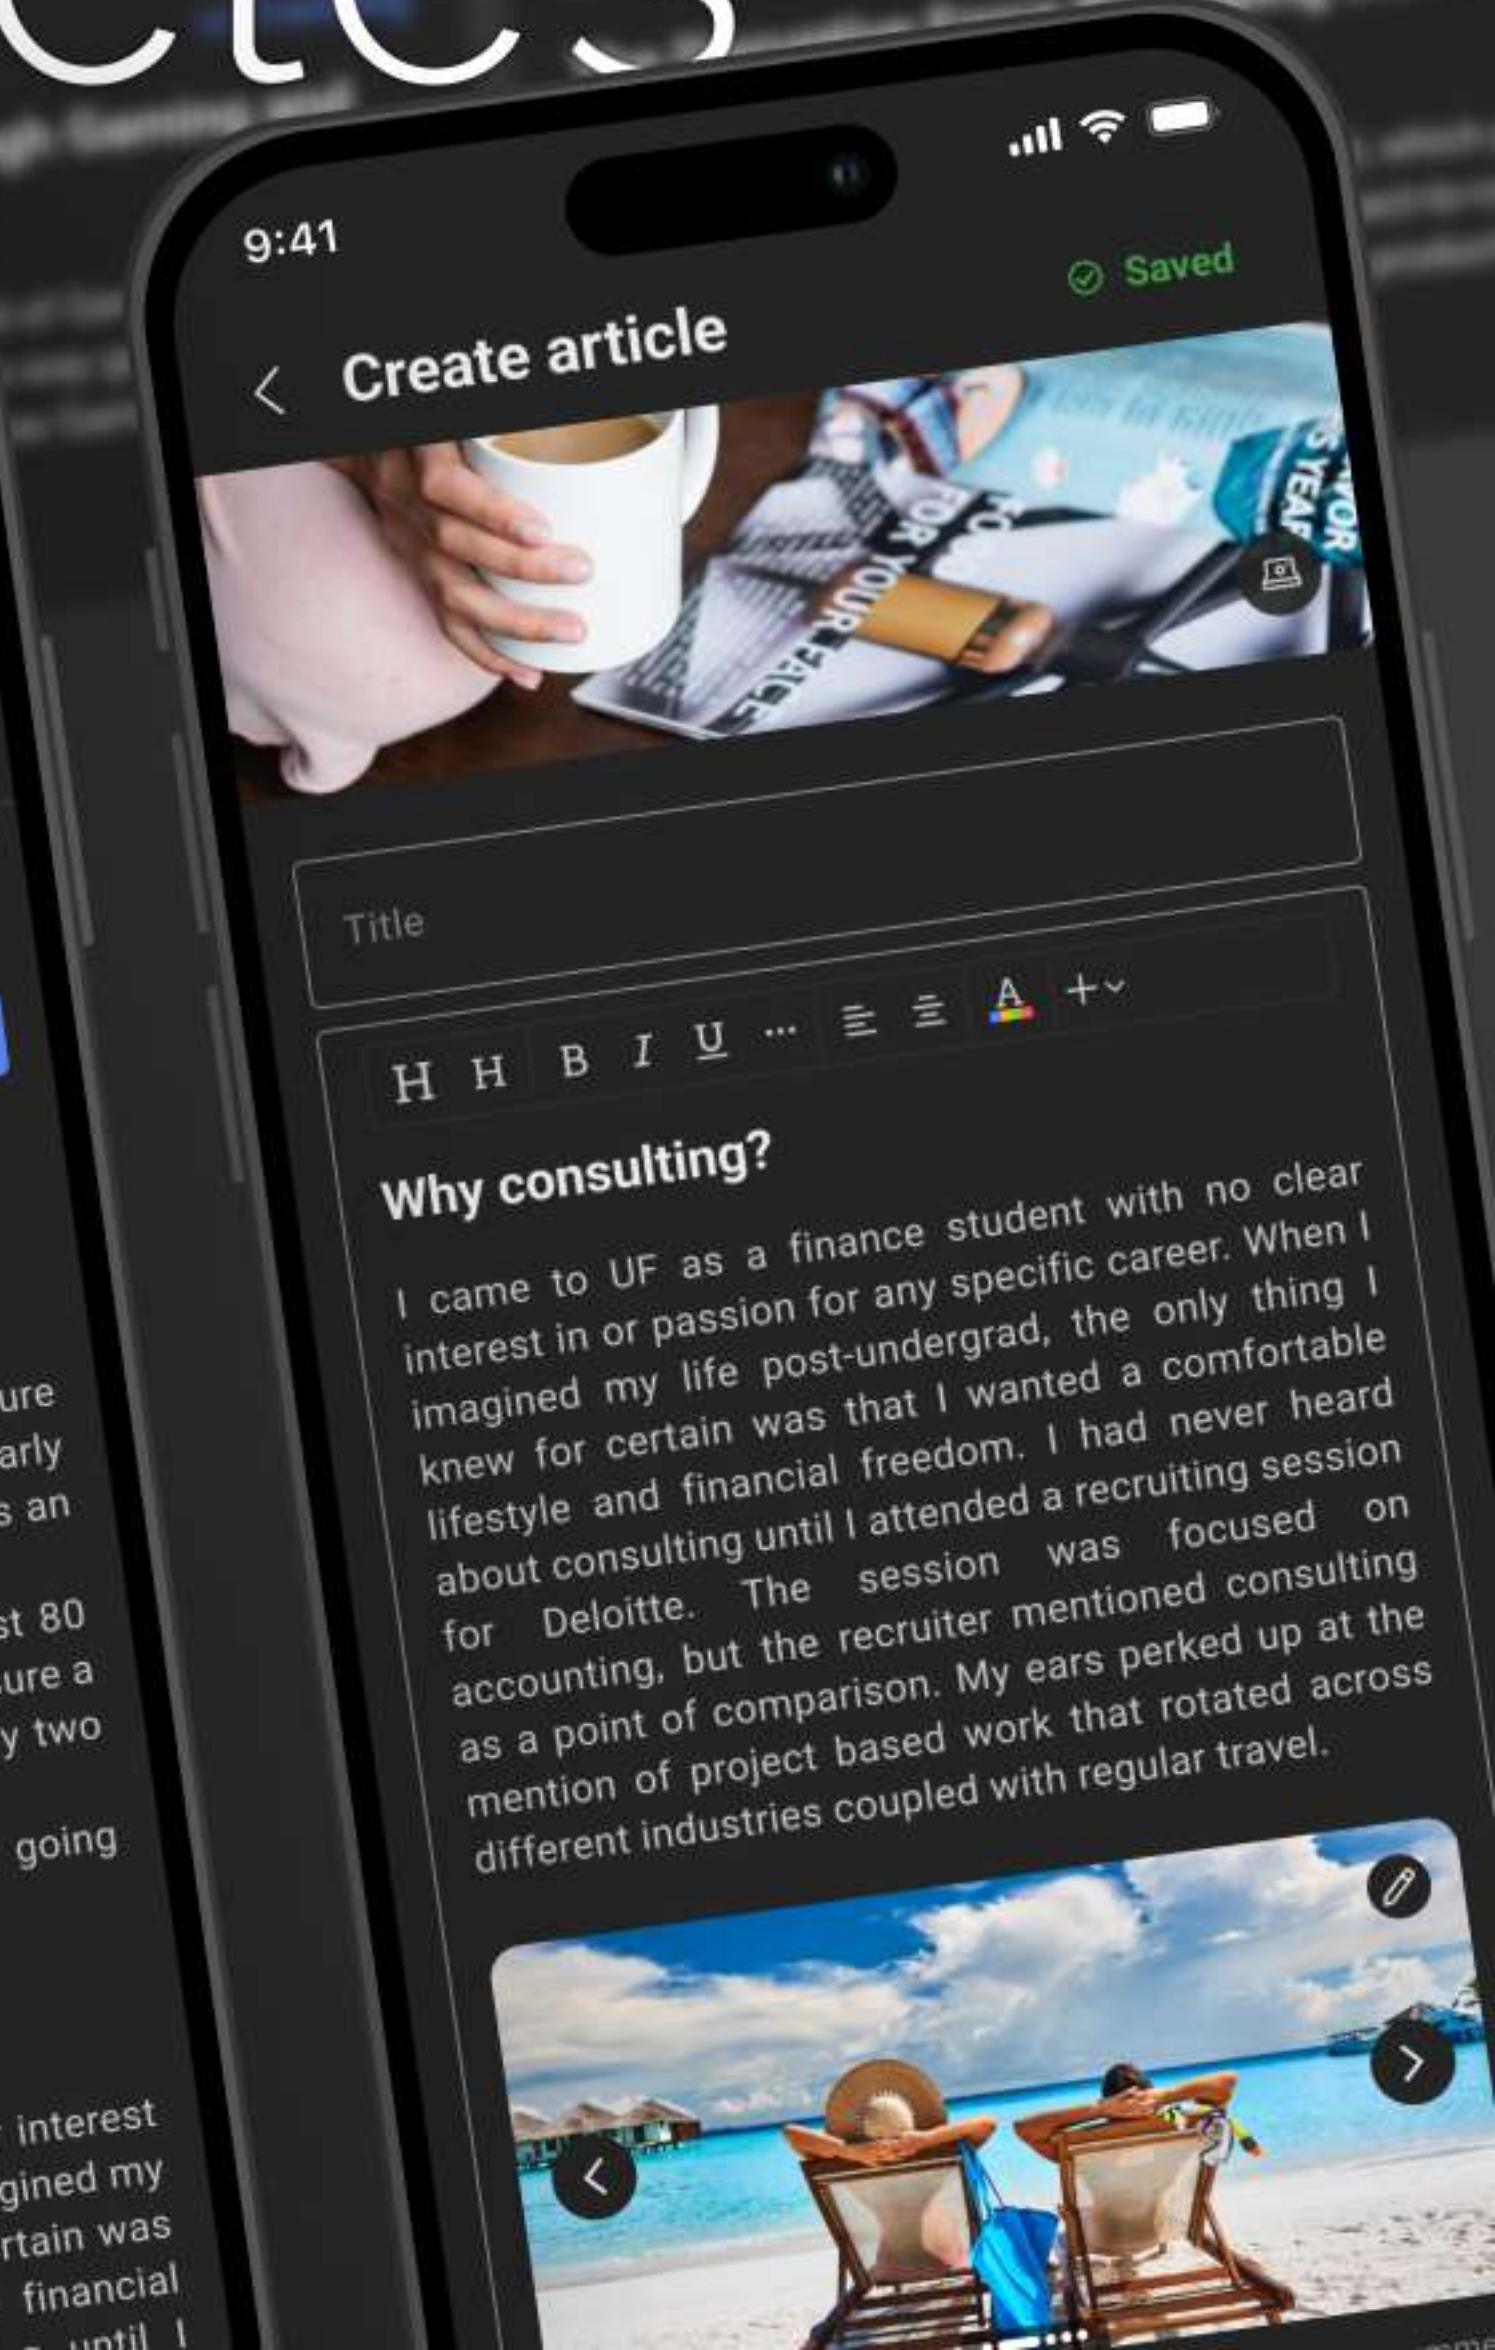 9:41
Saved
Create article
FOR YOUR FACE
Title
H H B I U ... A +
Why consulting?
I came to UF as a finance student with no clear
interest in or passion for any specific career. When I
imagined my life post-undergrad, the only thing I
knew for certain was that I wanted a comfortable
lifestyle and financial freedom. I had never heard
about consulting until I attended a recruiting session
for Deloitte. The session was focused on
accounting, but the recruiter mentioned consulting
as a point of comparison. My ears perked up at the
mention of project based work that rotated across
different industries coupled with regular travel.
ure
arly
s an
st 80
sure a
y two
going
interest
gined my
rtain was
financial
until I